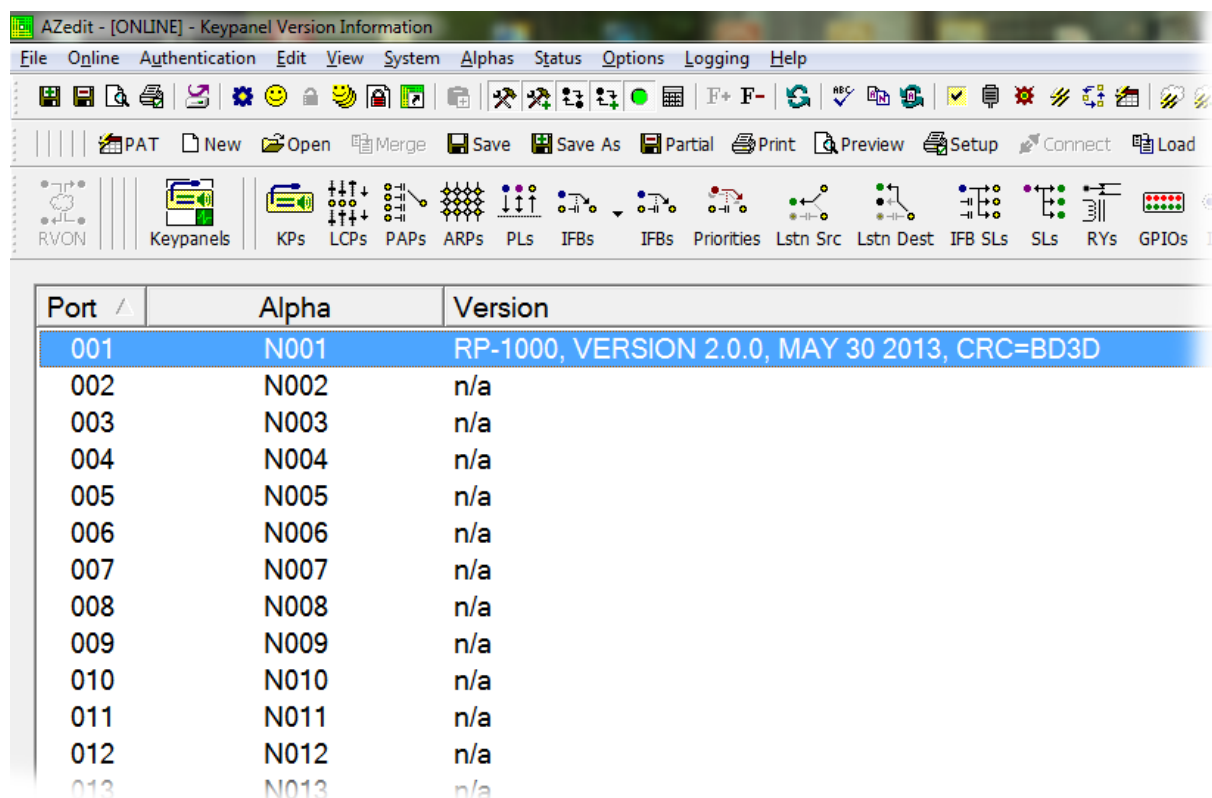 AZedit - [ONLINE] - Keypanel Version Information
File Online Authentication Edit View System Alphas Status Options Logging Help
F+ F- ABC
PAT New Open Merge Save Save As Partial Print Preview Setup Connect Load
RVON Keypanels KPs LCPs PAPs ARPs PLs IFBs IFBs Priorities Lstn Src Lstn Dest IFB SLs SLs RYs GPIOs
Port Alpha Version
001 N001 RP-1000, VERSION 2.0.0, MAY 30 2013, CRC=BD3D
002 N002 n/a
003 N003 n/a
004 N004 n/a
005 N005 n/a
006 N006 n/a
007 N007 n/a
008 N008 n/a
009 N009 n/a
010 N010 n/a
011 N011 n/a
012 N012 n/a
013 N013 n/a